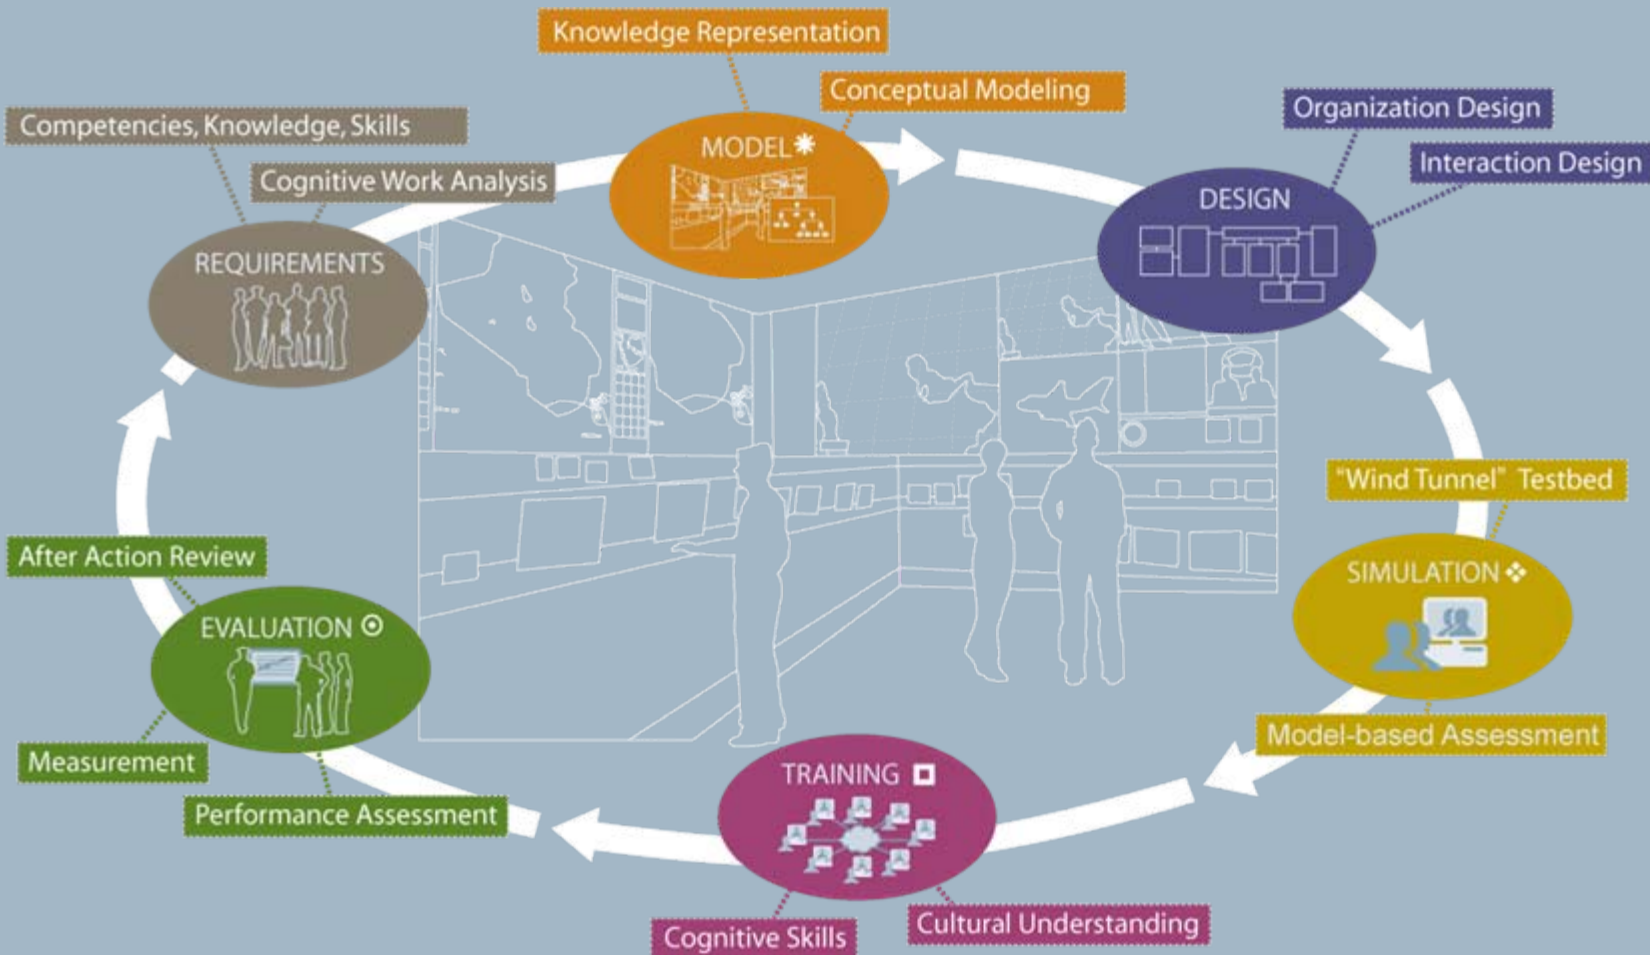 Knowledge Representation
Conceptual Modeling
MODEL
Organization Design
Interaction Design
DESIGN
Competencies, Knowledge, Skills
Cognitive Work Analysis
REQUIREMENTS
"Wind Tunnel" Testbed
SIMULATION
Model-based Assessment
After Action Review
EVALUATION
Measurement
Performance Assessment
TRAINING
Cognitive Skills
Cultural Understanding